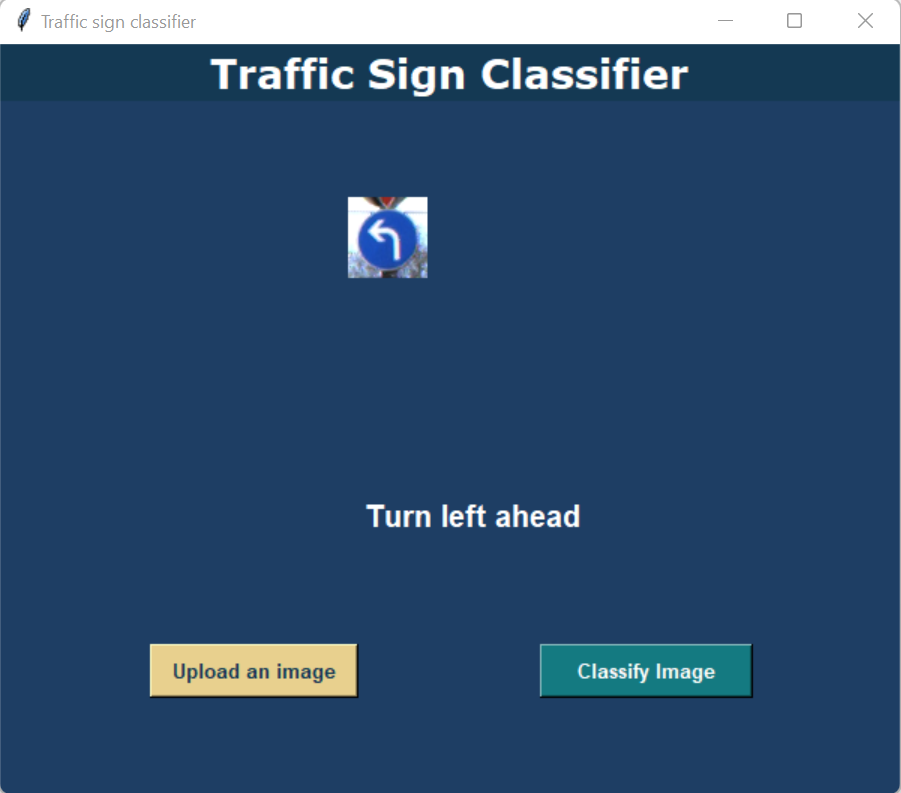 Traffic sign classifier
Traffic Sign Classifier
Turn left ahead
Upload an image
Classify Image